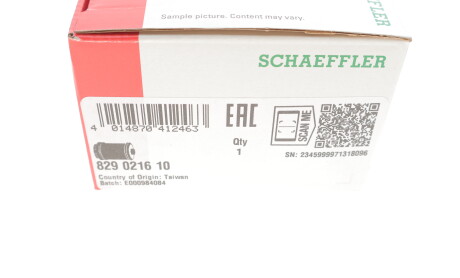 Sample picture. Content may vary.
SCHAEFFLER
4 014870 412463
EAC
SCAN ME
Qty
1
829 0216 10
SN: 2345999971318096
Country of Origin: Taiwan
Batch: E000984084